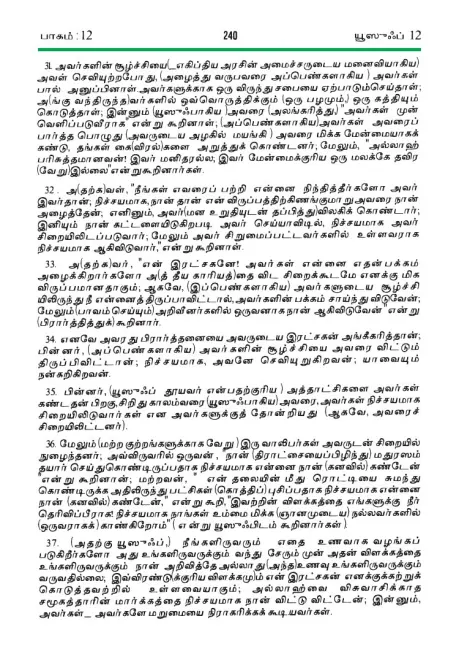 பாகம் : 12 240 யூஸுஃப் 12
31. அவர்களின் சூழ்ச்சியை(_எகிப்திய அரசின் அமைச்சருடைய மனைவியாகிய)
அவள் செவியுற்றபோது, (அழைத்து வருபவரை அப்பெண்களாகிய ) அவர்கள்
பால் அனுப்பினாள் அவர்களுக்காக ஒரு விருந்து சபையை ஏற்பாடும்செய்தாள்;
அ(ங்கு வந்திருந்த)வர்களில் ஒவ்வொருத்திக்கும் (ஒரு பழமும்,) ஒரு கத்தியும்
கொடுத்தாள்; இன்னும் (யூஸுஃபாகிய )அவரை (அலங்கரித்து,) "அவர்கள் முன்
வெளிப்படுவீராக" என்று கூறினாள்; (அப்பெண்களாகிய)அவர்கள் அவரைப்
பார்த்த பொழுது (அவருடைய அழகில் மயங்கி ) அவரை மிக்க மேன்மையாகக்
கண்டு, தங்கள் கை(விரல்)களை அறுத்துக் கொண்டனர்; மேலும், "அல்லாஹ்
பரிசுத்தமானவன்! இவர் மனிதரல்ல, இவர் மேன்மைக்குரிய ஒரு மலக்கே தவிர
(வேறு)இல்லை" என்று கூறினார்கள்.
32 . அ(தற்க)வள், "நீங்கள் எவரைப் பற்றி என்னை நிந்தித்தீர்களோ அவர்
இவர்தான்; நிச்சயமாக,நான் தான் என் விருப்பத்திற்கிணங்குமாறு அவரை நான்
அழைத்தேன்; எனினும், அவர்(மன உறுதியுடன் தப்பித்து)விலகிக் கொண்டார்;
இனியும் நான் கட்டளையிடுகிறபடி அவர் செய்யாவிடில், நிச்சயமாக அவர்
சிறையிலிடப்படுவார்; மேலும் அவர் சிறுமைப்பட்டவர்களில் உள்ளவராக
நிச்சயமாக ஆகிவிடுவார்," என்று கூறினாள்.
33. அ(தற்க)வர் , "என் இரட்சகனே! அவர்கள் என்னை எதன்பக்கம்
அழைக்கிறார்களோ அ(த் தீய காரியத்)தை விட சிறைக்கூடமே எனக்கு மிக
விருப்பமானதாகும்; ஆகவே, (இப்பெண்களாகிய ) அவர்களுடைய சூழ்ச்சி
யிலிருந்து நீ என்னைத்திருப்பாவிட்டால்,அவர்களின் பக்கம் சாய்ந்து விடுவேன்;
மேலும்(பாவம் செய்யும்)அறிவீனர்களில் ஒருவனாக நான் ஆகிவிடுவேன்" என்று
(பிரார்த்தித்துக்) கூறினார்.
34. எனவே அவரது பிரார்த்தனையை அவருடைய இரட்சகன் அங்கீகரித்தான்;
பின்னர் , (அப்பெண்களாகிய ) அவர்களின் சூழ்ச்சியை அவரை விட்டும்
திருப்பிவிட்டான் ; நிச்சயமாக, அவனே செவியுறுகிறவன் ; யாவையும்
நன்கறிகிறவன்.
35. பின்னர், (யூஸுஃப் தூயவர் என்பதற்குரிய ) அத்தாட்சிகளை அவர்கள்
கண்டதன் பிறகு,சிறிது காலம்வரை (யூஸுஃபாகிய)அவரை,அவர்கள் நிச்சயமாக
சிறையிலிடுவார்கள் என அவர்களுக்குத் தோன்றியது (ஆகவே, அவரைச்
சிறையிலிட்டனர்).
36. மேலும் (மற்ற குற்றங்களுக்காக வேறு ) இரு வாலிபர்கள் அவருடன் சிறையில்
நுழைந்தனர்; அவ்விருவரில் ஒருவன் , 'நான் (திராட்சையைப்பிழிந்து) மதுரஸம்
தயார் செய்துகொண்டிருப்பதாக நிச்சயமாக என்னை நான் (கனவில்) கண்டேன்"
என்று கூறினான் ; மற்றவன் , " என் தலையின் மீது ரொட்டியை சுமந்து
கொண்டிருக்க அதிலிருந்து பட்சிகள் (கொத்தி)ப் புசிப்பதாக நிச்சயமாக என்னை
நான் (கனவில்) கண்டேன்," என்று கூறி, "இவற்றின் விளக்கத்தை எங்களுக்கு நீர்
தெரிவிப்பீராக! நிச்சயமாக நாங்கள் உம்மை மிக்க (ஞானமுடைய) நல்லவர்களில்
(ஒருவராகக்) காண்கிறோம்" , என்று யூஸுஃபிடம் கூறினார்கள் ).
37. (அதற்கு யூஸுஃப்,) நீங்களிருவரும் எதை உணவாக வழங்கப்
படுகிறீர்களோ அது உங்களிருவருக்கும் வந்து சேரும் முன் அதன் விளக்கத்தை
உங்களிருவருக்கும் நான் அறிவித்தே அல்லாது (அந்த)உணவு உங்களிருவருக்கும்
வருவதில்லை; இவ்விரண்டு(க்குரிய விளக்கமு)ம் என் இரட்சகன் எனக்குக்கற்றுக்
கொடுத்தவற்றில் உள்ளவையாகும்; அல்லாஹ்வை விசுவாசிக்காத
சமூகத்தாரின் மார்க்கத்தை நிச்சயமாக நான் விட்டு விட்டேன் ; இன்னும்,
அவர்கள்_ அவர்களே மறுமையை நிராகரிக்கக் கூடியவர்கள்.